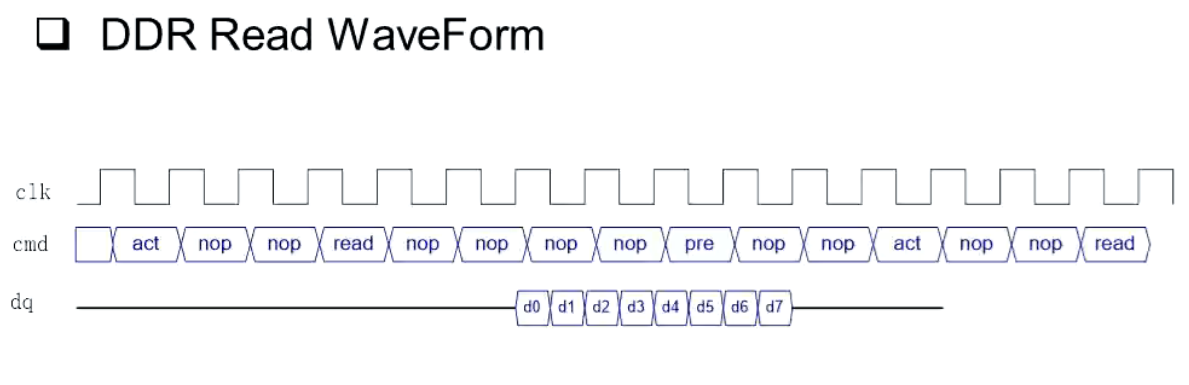 DDR Read WaveForm
clk
cmd act nop nop read nop nop nop nop pre nop nop act nop nop read
dq d0 d1 d2 d3 d4 d5 d6 d7